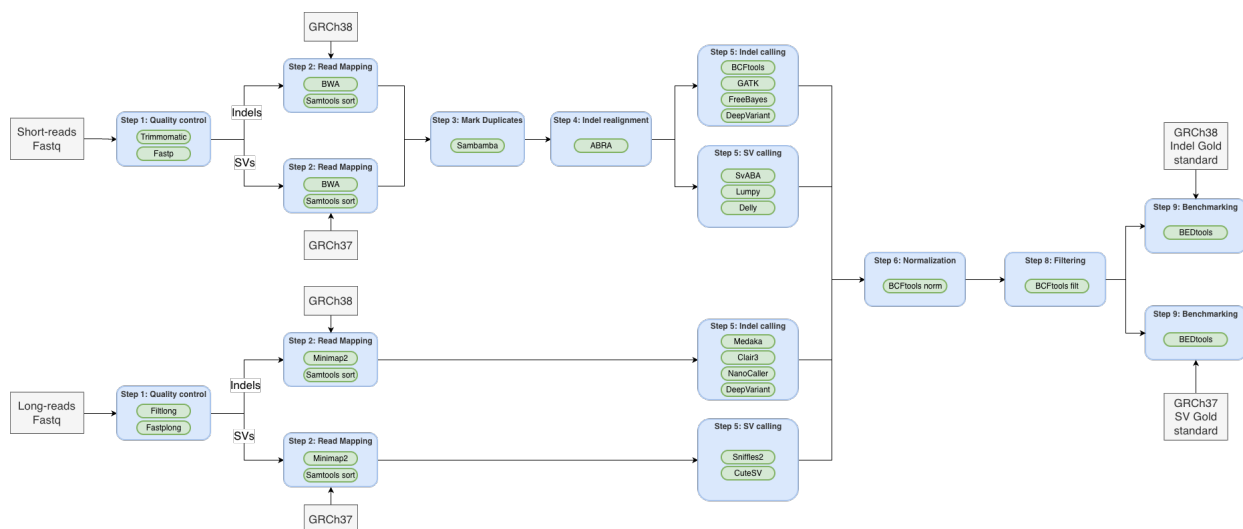 Short-reads
Fastq
Step 1: Quality control
Trimmomatic
Fastp
Indels
SVs
GRCh38
Step 2: Read Mapping
BWA
Samtools sort
Step 2: Read Mapping
BWA
Samtools sort
GRCh37
Step 3: Mark Duplicates
Sambamba
Step 4: Indel realignment
ABRA
Step 5: Indel calling
BCFtools
GATK
FreeBayes
DeepVariant
Step 5: SV calling
SvABA
Lumpy
Delly
Long-reads
Fastq
Step 1: Quality control
Filtlong
Fastplong
Indels
SVs
GRCh38
Step 2: Read Mapping
Minimap2
Samtools sort
Step 2: Read Mapping
Minimap2
Samtools sort
GRCh37
Step 5: Indel calling
Medaka
Clair3
NanoCaller
DeepVariant
Step 5: SV calling
Sniffles2
CuteSV
Step 6: Normalization
BCFtools norm
Step 8: Filtering
BCFtools filt
GRCh38
Indel Gold
standard
Step 9: Benchmarking
BEDtools
Step 9: Benchmarking
BEDtools
GRCh37
SV Gold
standard